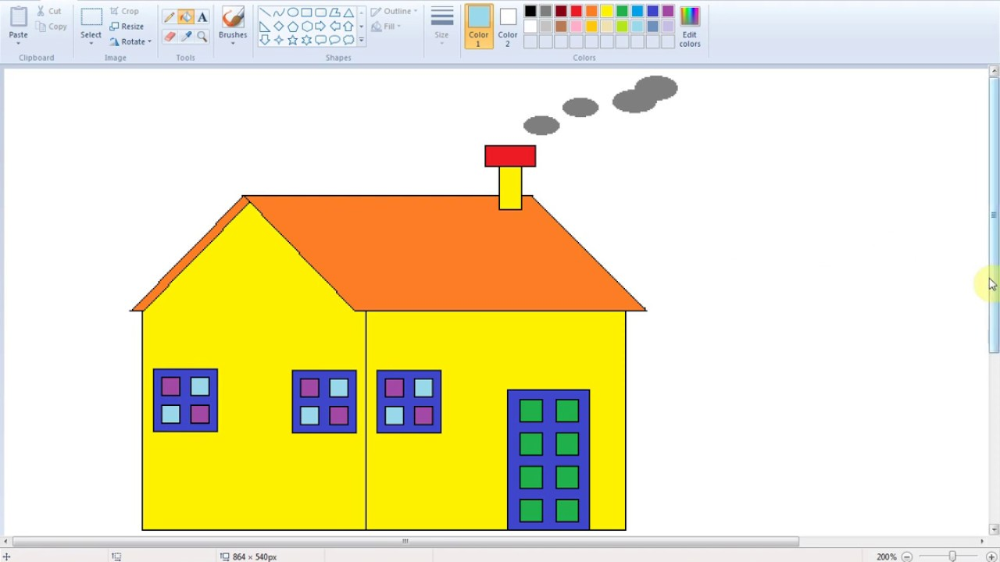 Cut
Copy
Paste
Clipboard
Crop
Resize
Rotate
Select
Image
A
Tools
Brushes
Outline
Fill
Shapes
Size
Color 1
Color 2
Edit colors
Colors
864 × 540px
200%